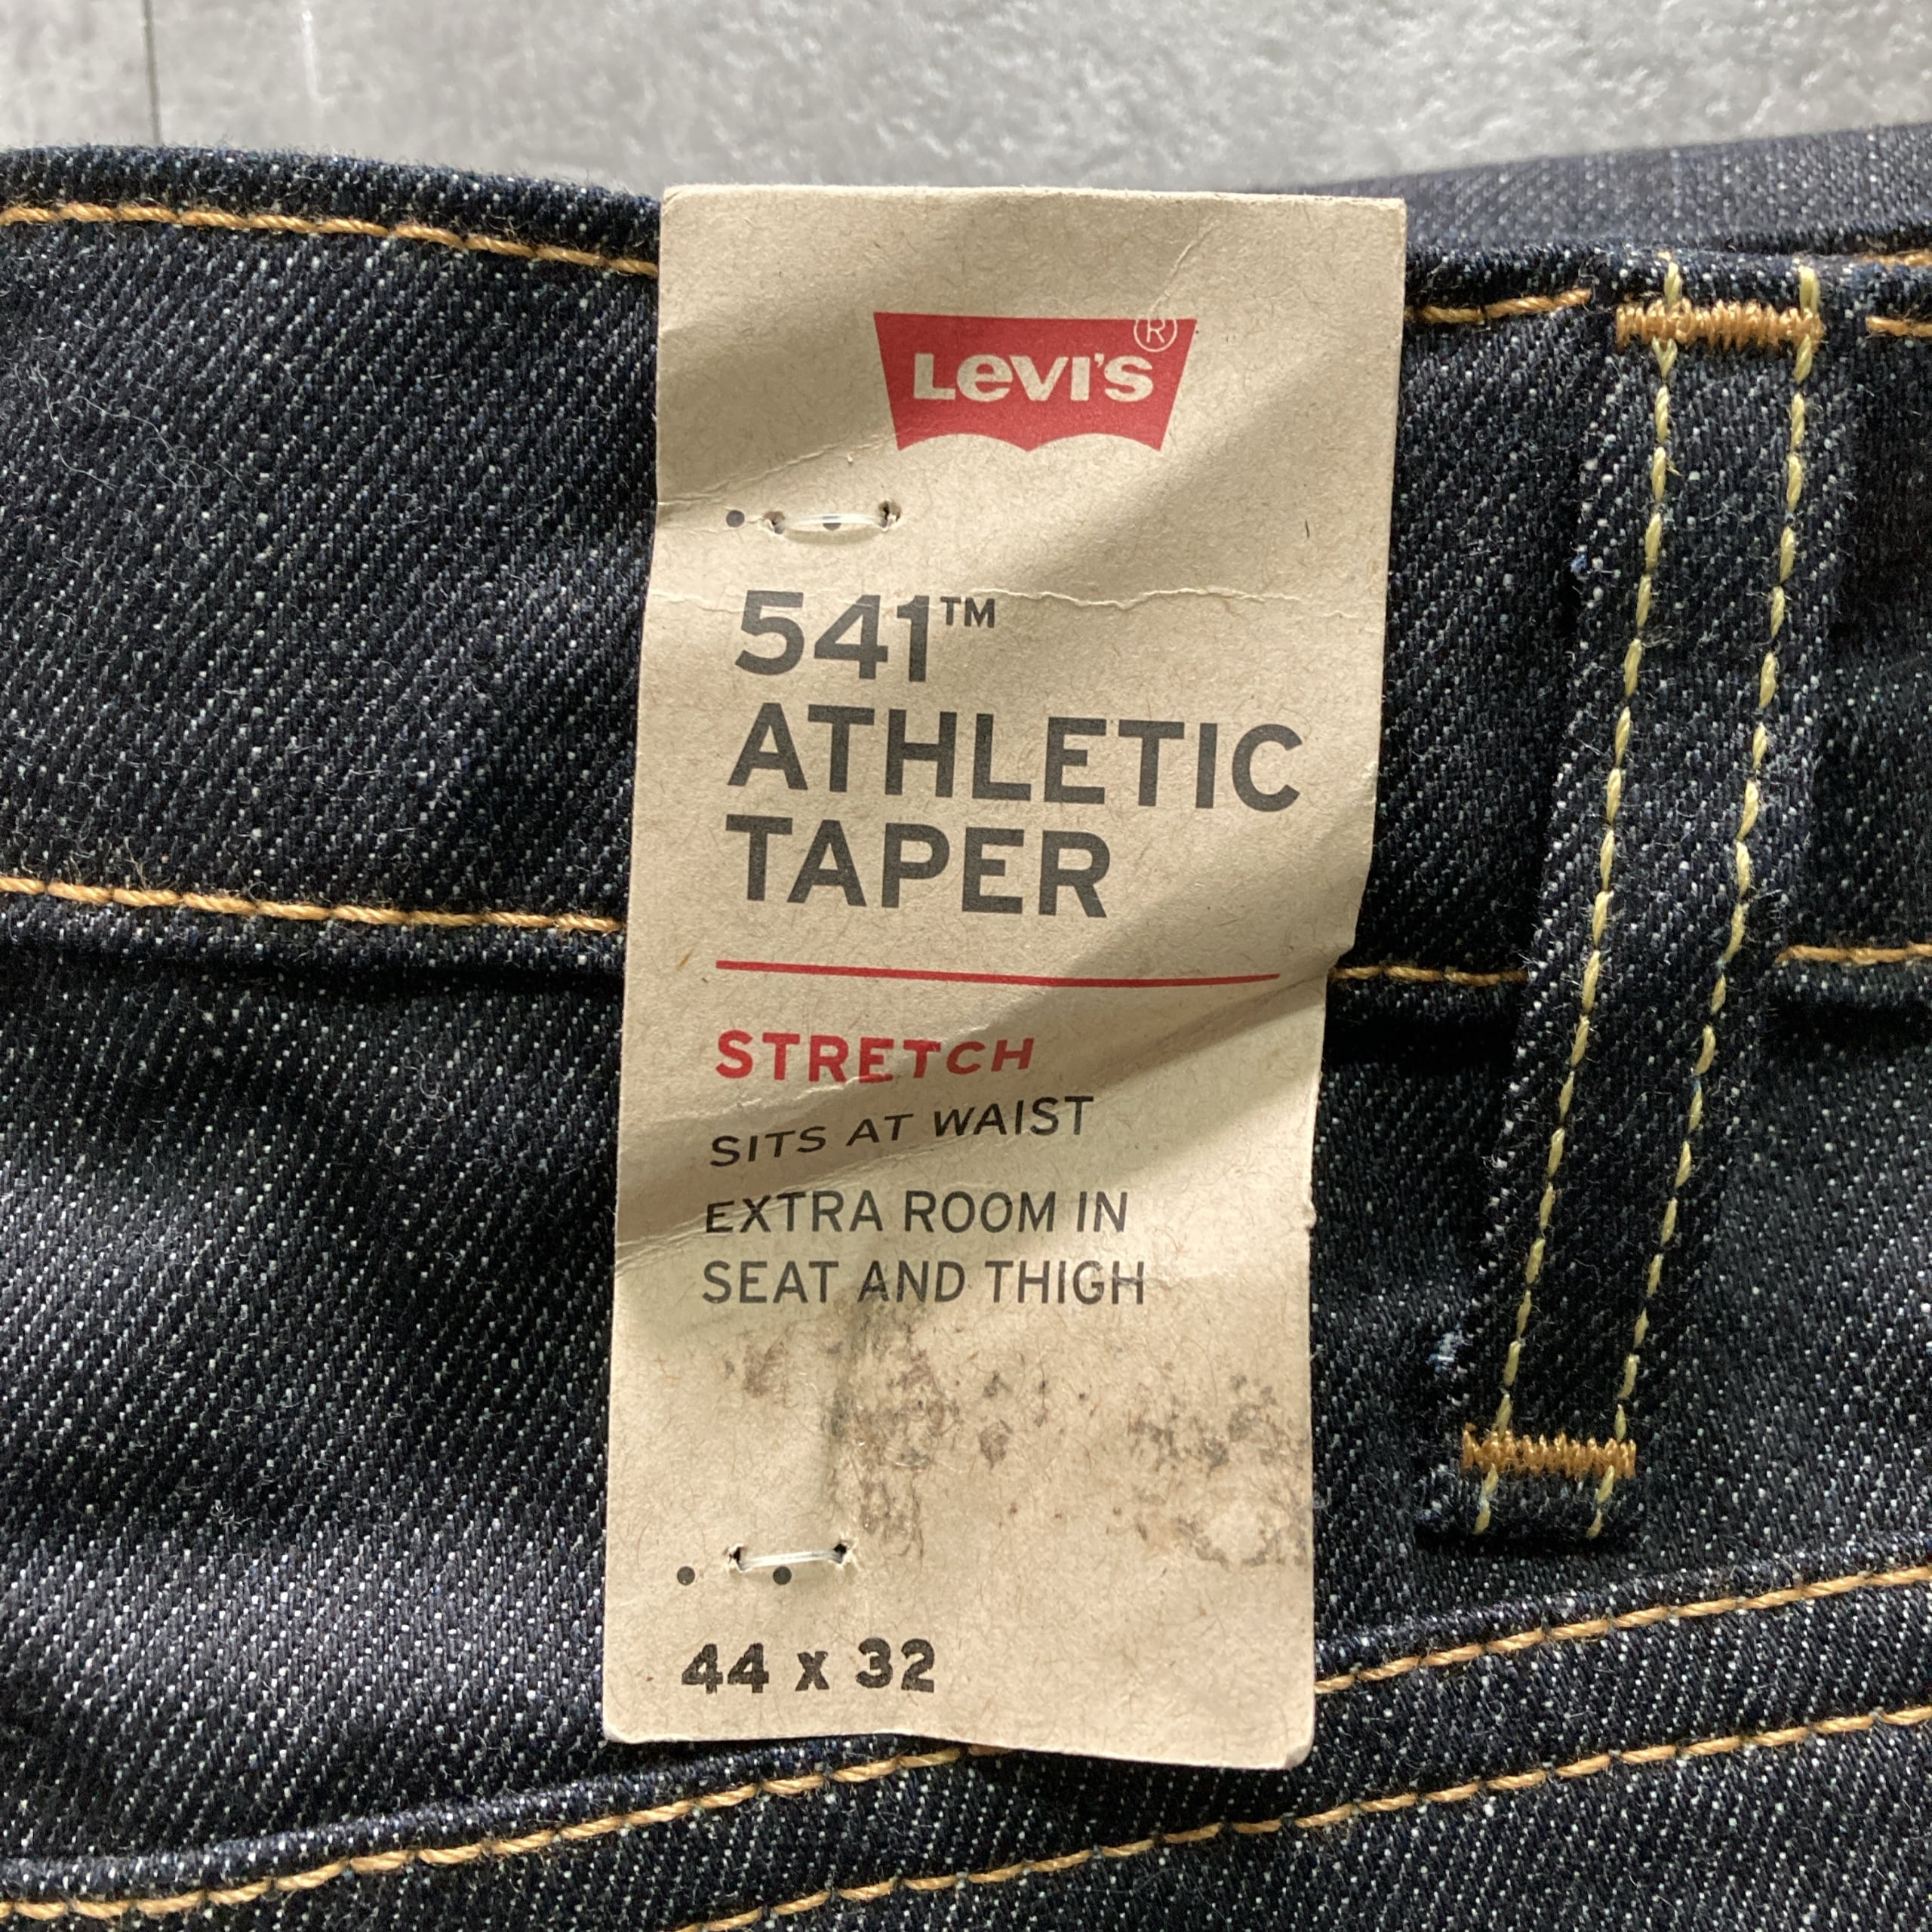 Levi's®
541™
ATHLETIC
TAPER
STRETCH
SITS AT WAIST
EXTRA ROOM IN
SEAT AND THIGH
44 x 32